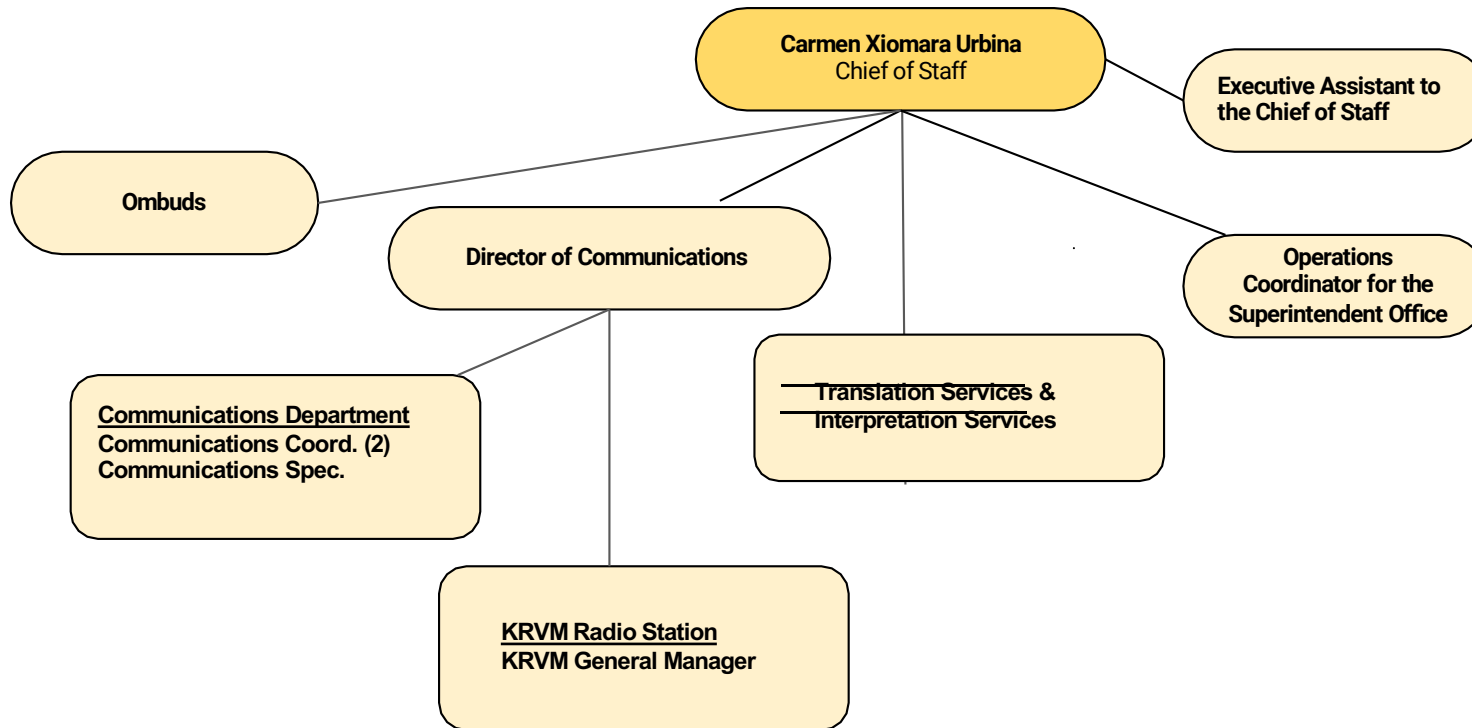 Carmen Xiomara Urbina
Chief of Staff
Executive Assistant to
the Chief of Staff
Ombuds
Director of Communications
Operations
Coordinator for the
Superintendent Office
Translation Services &
Interpretation Services
Communications Department
Communications Coord. (2)
Communications Spec.
KRVM Radio Station
KRVM General Manager